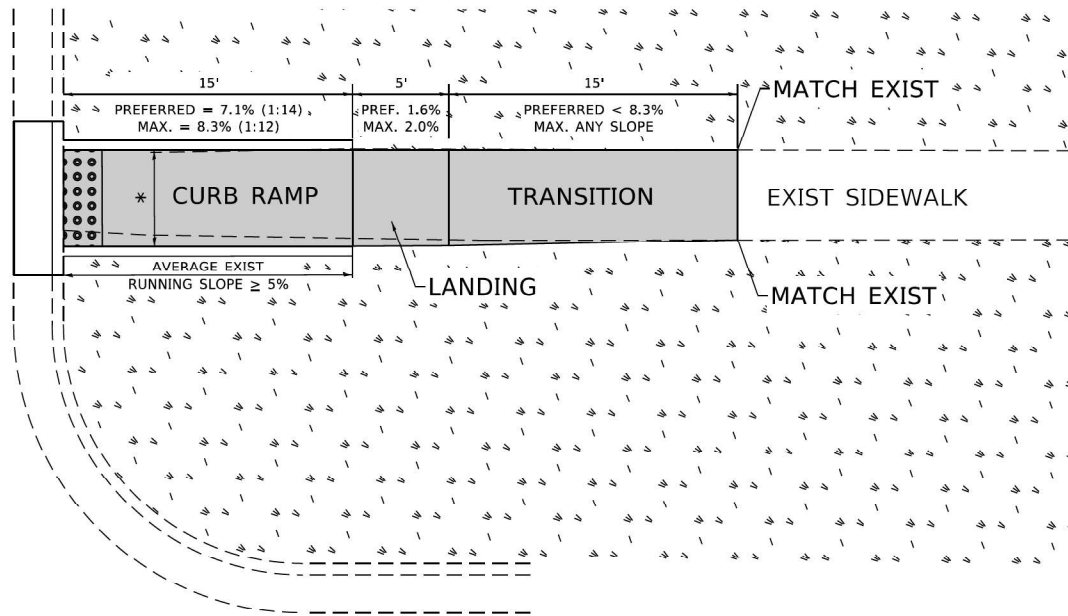 15'
5'
15'
PREFERRED = 7.1% (1:14)
MAX. = 8.3% (1:12)
PREF. 1.6%
MAX. 2.0%
PREFERRED < 8.3%
MAX. ANY SLOPE
MATCH EXIST
*
CURB RAMP
TRANSITION
EXIST SIDEWALK
AVERAGE EXIST
RUNNING SLOPE ≥ 5%
LANDING
MATCH EXIST